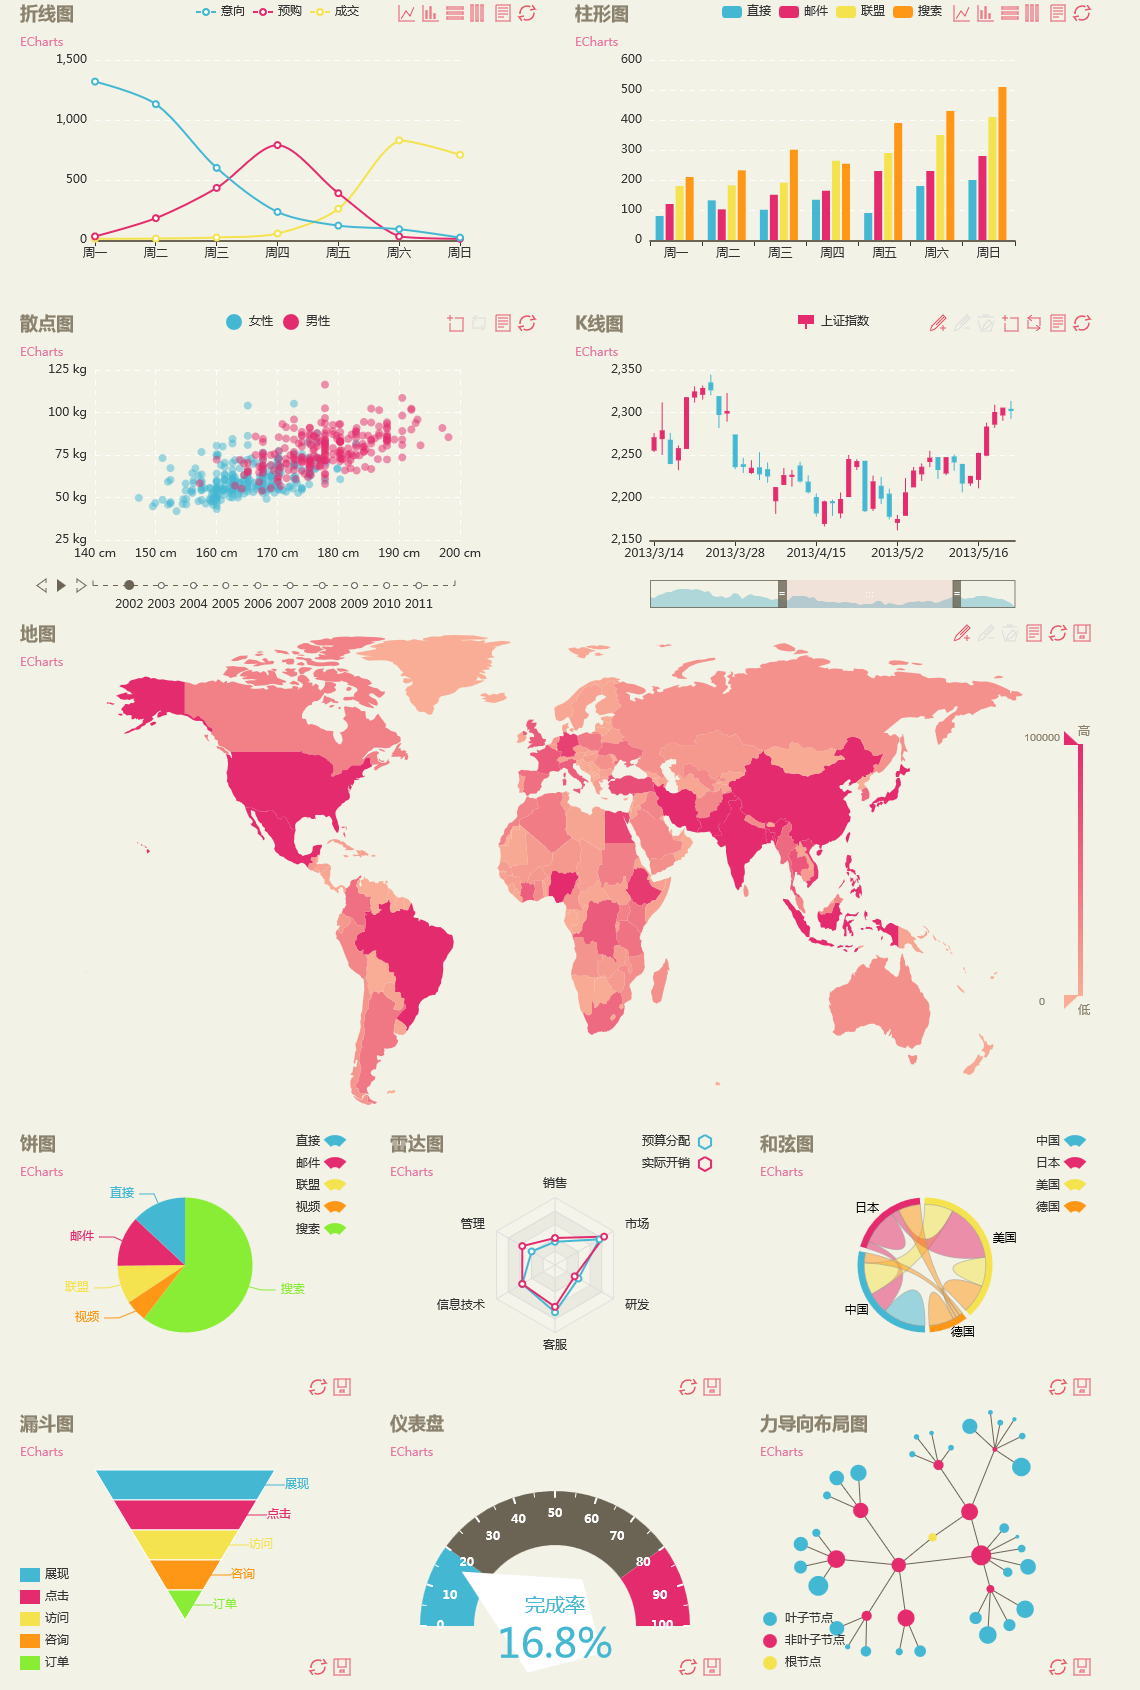 折线图
意向 预购 成交
ECharts
1,500
1,000
500
0
周一 周二 周三 周四 周五 周六 周日
柱形图
直接 邮件 联盟 搜索
ECharts
600
500
400
300
200
100
0
周一 周二 周三 周四 周五 周六 周日
散点图
女性 男性
ECharts
125 kg
100 kg
75 kg
50 kg
25 kg
140 cm 150 cm 160 cm 170 cm 180 cm 190 cm 200 cm
2002 2003 2004 2005 2006 2007 2008 2009 2010 2011
K线图
上证指数
ECharts
2,350
2,300
2,250
2,200
2,150
2013/3/14 2013/3/28 2013/4/15 2013/5/2 2013/5/16
地图
ECharts
高
100000
0
低
饼图
ECharts
直接
邮件
联盟
视频
搜索
直接
邮件
联盟
视频
搜索
雷达图
ECharts
预算分配
实际开销
销售
管理
市场
信息技术
研发
客服
和弦图
ECharts
中国
日本
美国
德国
日本
美国
中国
德国
漏斗图
ECharts
展现
点击
访问
咨询
订单
展现
点击
访问
咨询
订单
仪表盘
ECharts
0
10
20
30
40
50
60
70
80
90
100
完成率
16.8%
力导向布局图
ECharts
叶子节点
非叶子节点
根节点